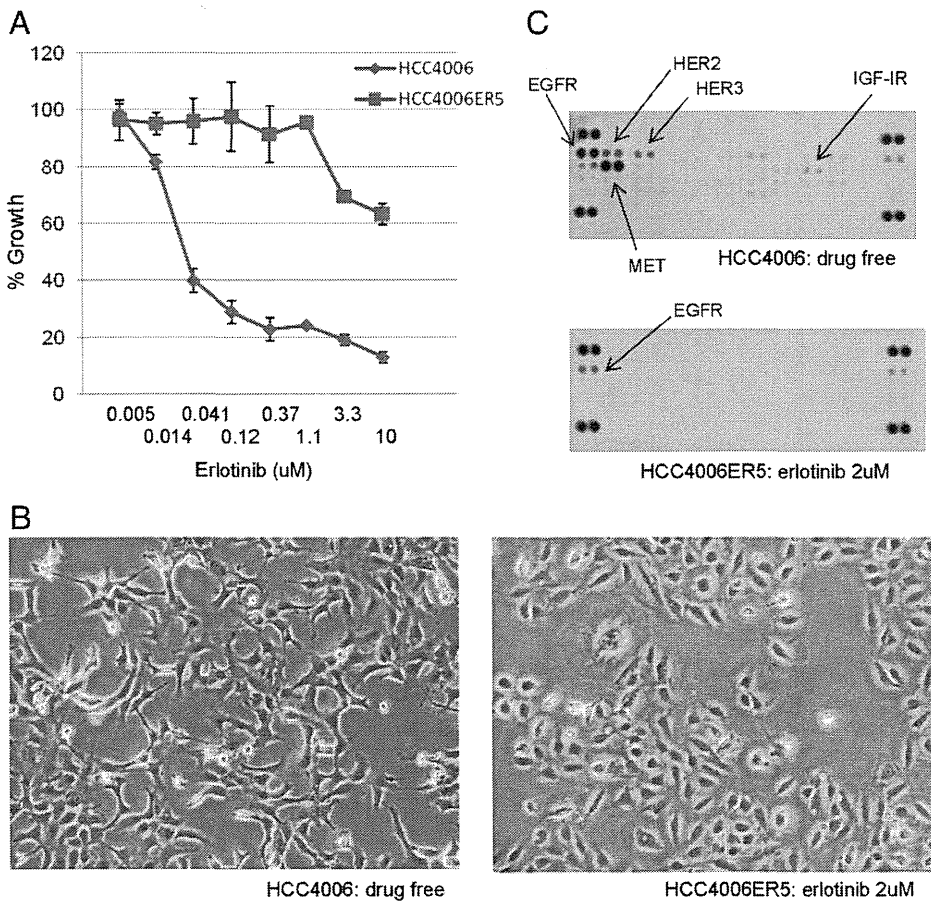 A
120
100
80
60
40
20
0
% Growth
HCC4006
HCC4006ER5
0.005 0.041 0.37 3.3
0.014 0.12 1.1 10
Erlotinib (uM)
C
EGFR
HER2
HER3
IGF-IR
MET
HCC4006: drug free
EGFR
HCC4006ER5: erlotinib 2uM
B
HCC4006: drug free
HCC4006ER5: erlotinib 2uM